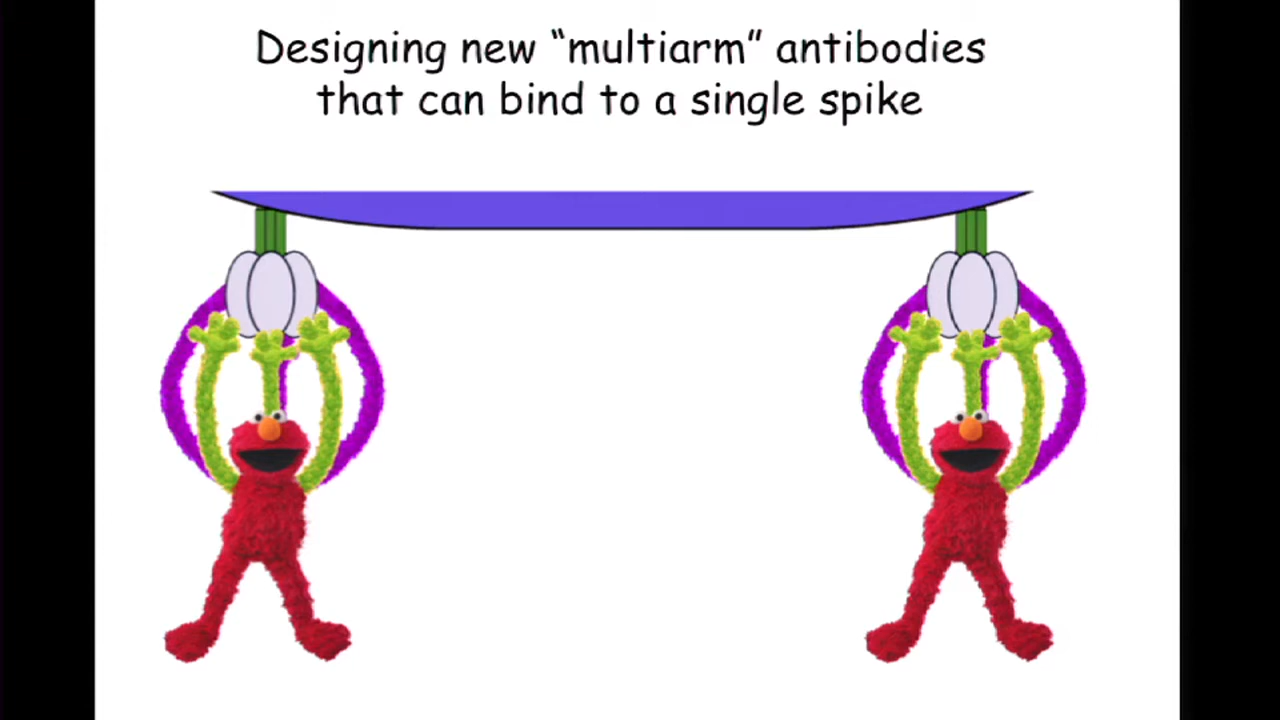 Designing new “multiarm” antibodies
that can bind to a single spike